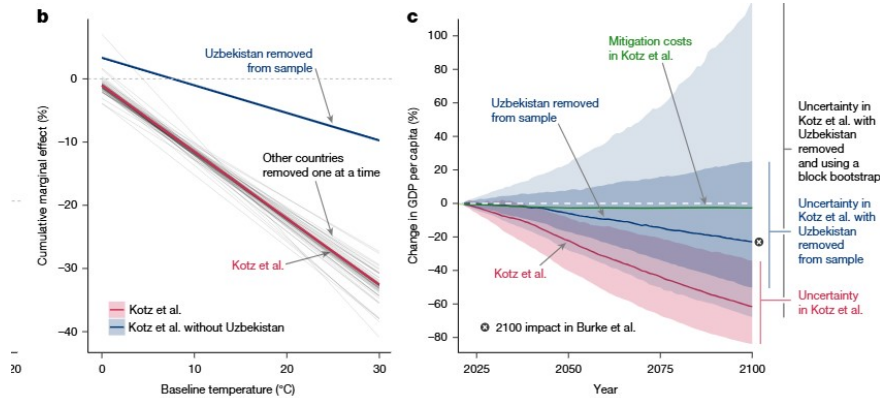 b
Cumulative marginal effect (%)
0
−10
−20
−30
−40
Uzbekistan removed
from sample
Other countries
removed one at a time
Kotz et al.
Kotz et al.
Kotz et al. without Uzbekistan
20
0
10
20
30
Baseline temperature (°C)
c
Change in GDP per capita (%)
100
80
60
40
20
0
−20
−40
−60
−80
Mitigation costs
in Kotz et al.
Uzbekistan removed
from sample
Kotz et al.
2100 impact in Burke et al.
2025
2050
2075
2100
Year
Uncertainty in
Kotz et al. with
Uzbekistan
removed
and using a
block bootstrap
Uncertainty in
Kotz et al. with
Uzbekistan
removed from
sample
Uncertainty
in Kotz et al.